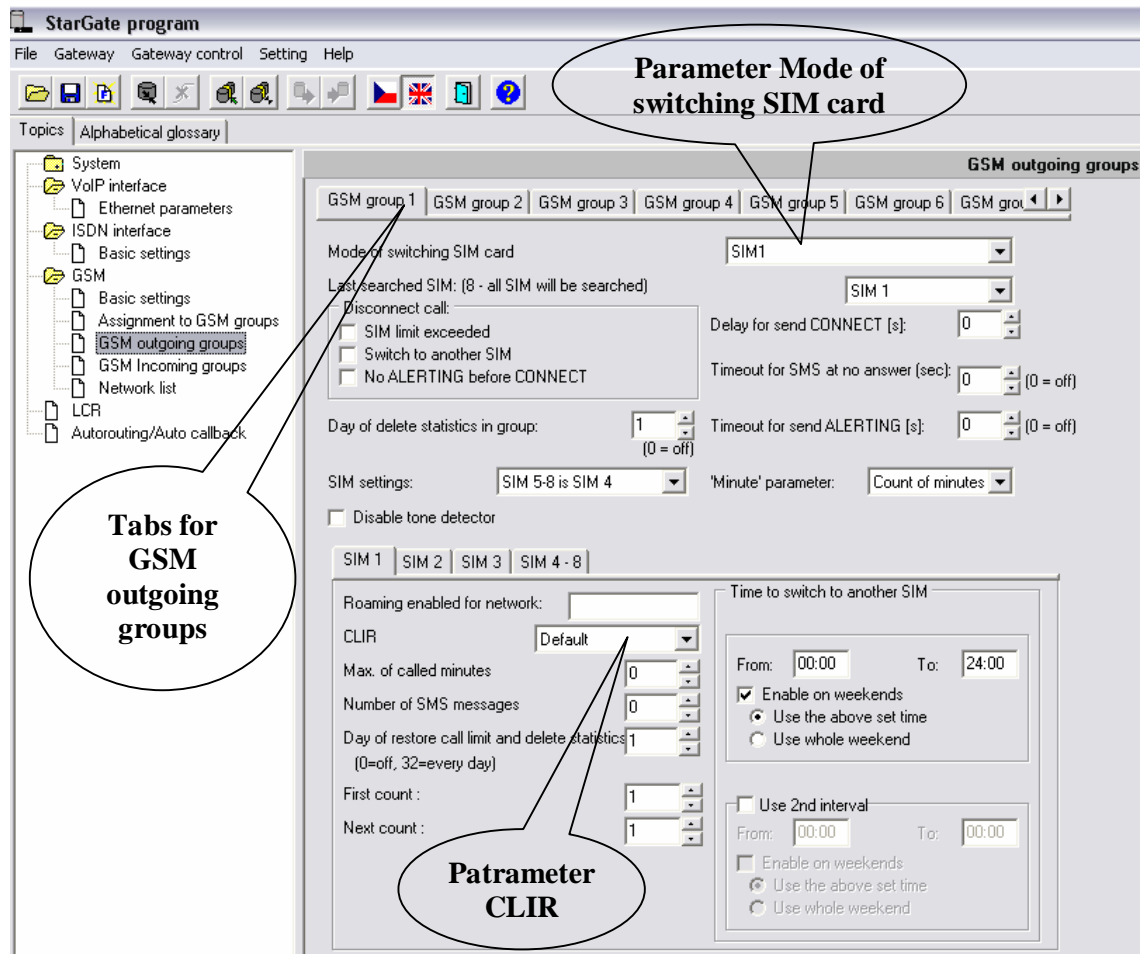 StarGate program
File Gateway Gateway control Setting Help
Parameter Mode of
switching SIM card
Topics Alphabetical glossary
System
VoIP interface
Ethernet parameters
ISDN interface
Basic settings
GSM
Basic settings
Assignment to GSM groups
GSM outgoing groups
GSM Incoming groups
Network list
LCR
Autorouting/Auto callback
Tabs for
GSM
outgoing
groups
GSM outgoing groups
GSM group 1 GSM group 2 GSM group 3 GSM group 4 GSM group 5 GSM group 6 GSM grou
Mode of switching SIM card SIM1
Last searched SIM: (8 - all SIM will be searched) SIM 1
Disconnect call:
SIM limit exceeded
Switch to another SIM
No ALERTING before CONNECT
Delay for send CONNECT [s]: 0
Timeout for SMS at no answer (sec): 0 (0 = off)
Day of delete statistics in group: 1
(0 = off)
Timeout for send ALERTING [s]: 0 (0 = off)
SIM settings: SIM 5-8 is SIM 4 'Minute' parameter: Count of minutes
Disable tone detector
SIM 1 SIM 2 SIM 3 SIM 4 - 8
Roaming enabled for network:
CLIR Default
Max. of called minutes 0
Number of SMS messages 0
Day of restore call limit and delete statistics 1
(0=off, 32=every day)
First count : 1
Next count : 1
Patrameter
CLIR
Time to switch to another SIM
From: 00:00 To: 24:00
Enable on weekends
Use the above set time
Use whole weekend
Use 2nd interval
From: 00:00 To: 00:00
Enable on weekends
Use the above set time
Use whole weekend